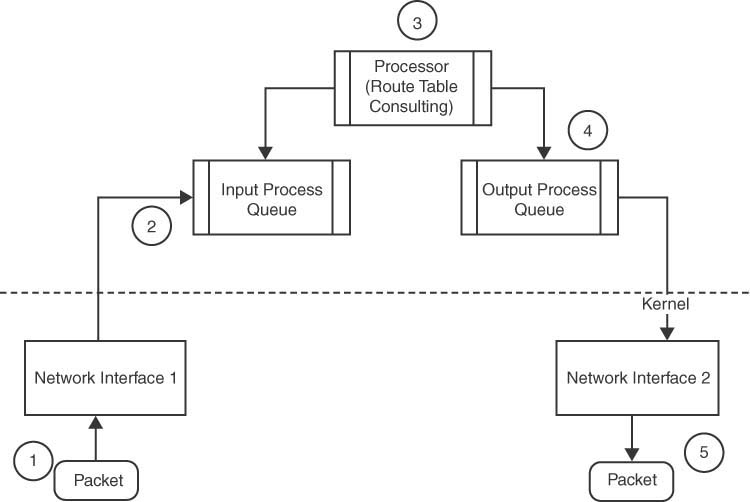 3
Processor
(Route Table
Consulting)
4
Input Process
Queue
Output Process
Queue
2
Kernel
Network Interface 1
Network Interface 2
1
Packet
Packet
5